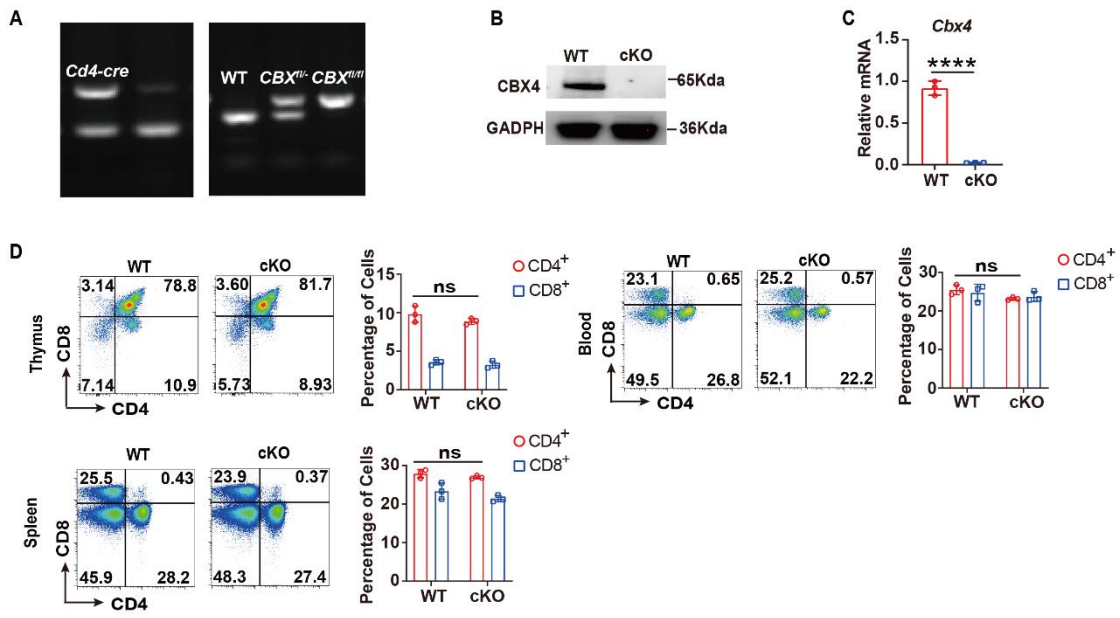 A
Cd4-cre
WT CBX^fl/- CBX^fl/fl
B
WT cKO
CBX4
65Kda
GADPH
36Kda
C
Cbx4
Relative mRNA
1.5
1.0
0.5
0.0
****
WT cKO
D
WT cKO
3.14 78.8
7.14 10.9
3.60 81.7
5.73 8.93
Thymus
CD8
CD4
Percentage of Cells
15
10
5
0
ns
WT cKO
CD4+
CD8+
WT cKO
23.1 0.65
49.5 26.8
25.2 0.57
52.1 22.2
Blood
CD8
CD4
Percentage of Cells
30
20
10
0
ns
WT cKO
CD4+
CD8+
WT cKO
25.5 0.43
45.9 28.2
23.9 0.37
48.3 27.4
Spleen
CD8
CD4
Percentage of Cells
30
20
10
0
ns
WT cKO
CD4+
CD8+